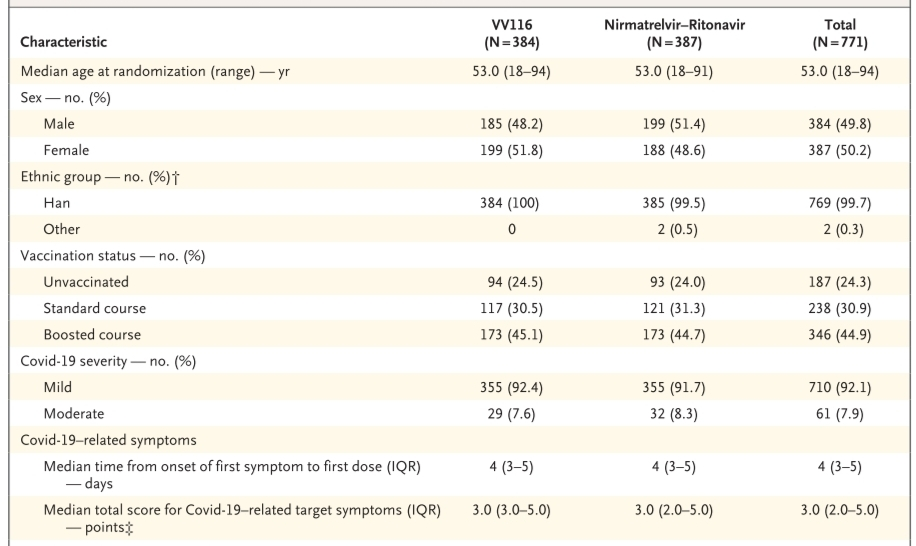 Characteristic VV116 (N=384) Nirmatrelvir–Ritonavir (N=387) Total (N=771)
Median age at randomization (range) — yr 53.0 (18–94) 53.0 (18–91) 53.0 (18–94)
Sex — no. (%)
Male 185 (48.2) 199 (51.4) 384 (49.8)
Female 199 (51.8) 188 (48.6) 387 (50.2)
Ethnic group — no. (%)†
Han 384 (100) 385 (99.5) 769 (99.7)
Other 0 2 (0.5) 2 (0.3)
Vaccination status — no. (%)
Unvaccinated 94 (24.5) 93 (24.0) 187 (24.3)
Standard course 117 (30.5) 121 (31.3) 238 (30.9)
Boosted course 173 (45.1) 173 (44.7) 346 (44.9)
Covid-19 severity — no. (%)
Mild 355 (92.4) 355 (91.7) 710 (92.1)
Moderate 29 (7.6) 32 (8.3) 61 (7.9)
Covid-19–related symptoms
Median time from onset of first symptom to first dose (IQR) 4 (3–5) 4 (3–5) 4 (3–5)
— days
Median total score for Covid-19–related target symptoms (IQR) 3.0 (3.0–5.0) 3.0 (2.0–5.0) 3.0 (2.0–5.0)
— points‡